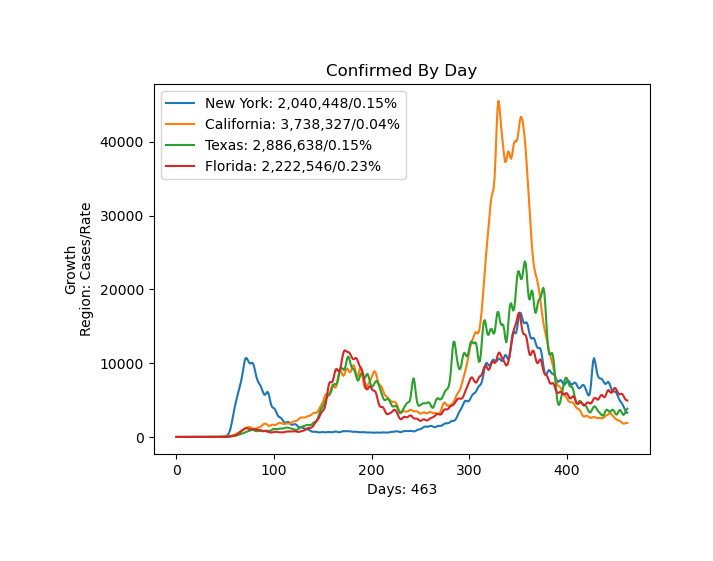 Confirmed By Day
New York: 2,040,448/0.15%
California: 3,738,327/0.04%
Texas: 2,886,638/0.15%
Florida: 2,222,546/0.23%
Growth
Region: Cases/Rate
40000
30000
20000
10000
0
0 100 200 300 400
Days: 463